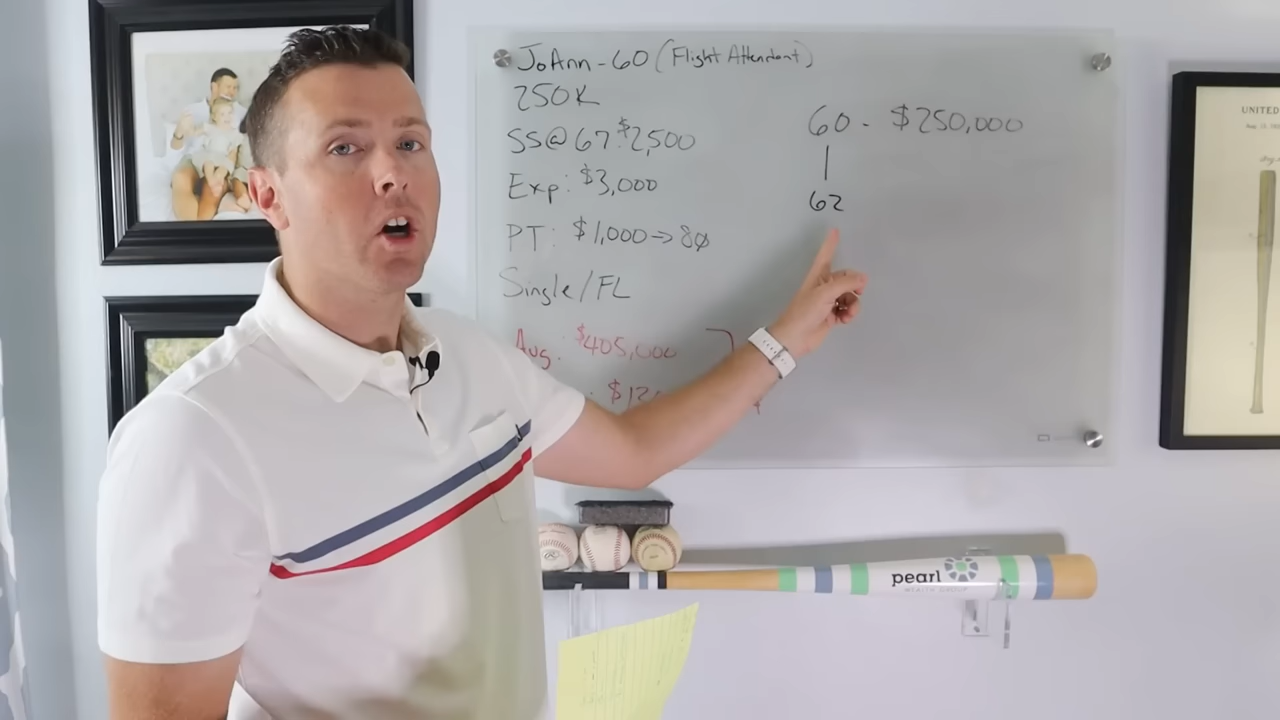 JoAnn - 60 (Flight Attendant)
250K
SS@67: $2,500
Exp: $3,000
PT: $1,000 → 80
Single/FL
Avg: $405,000
60 - $250,000
62
UNITED
pearl